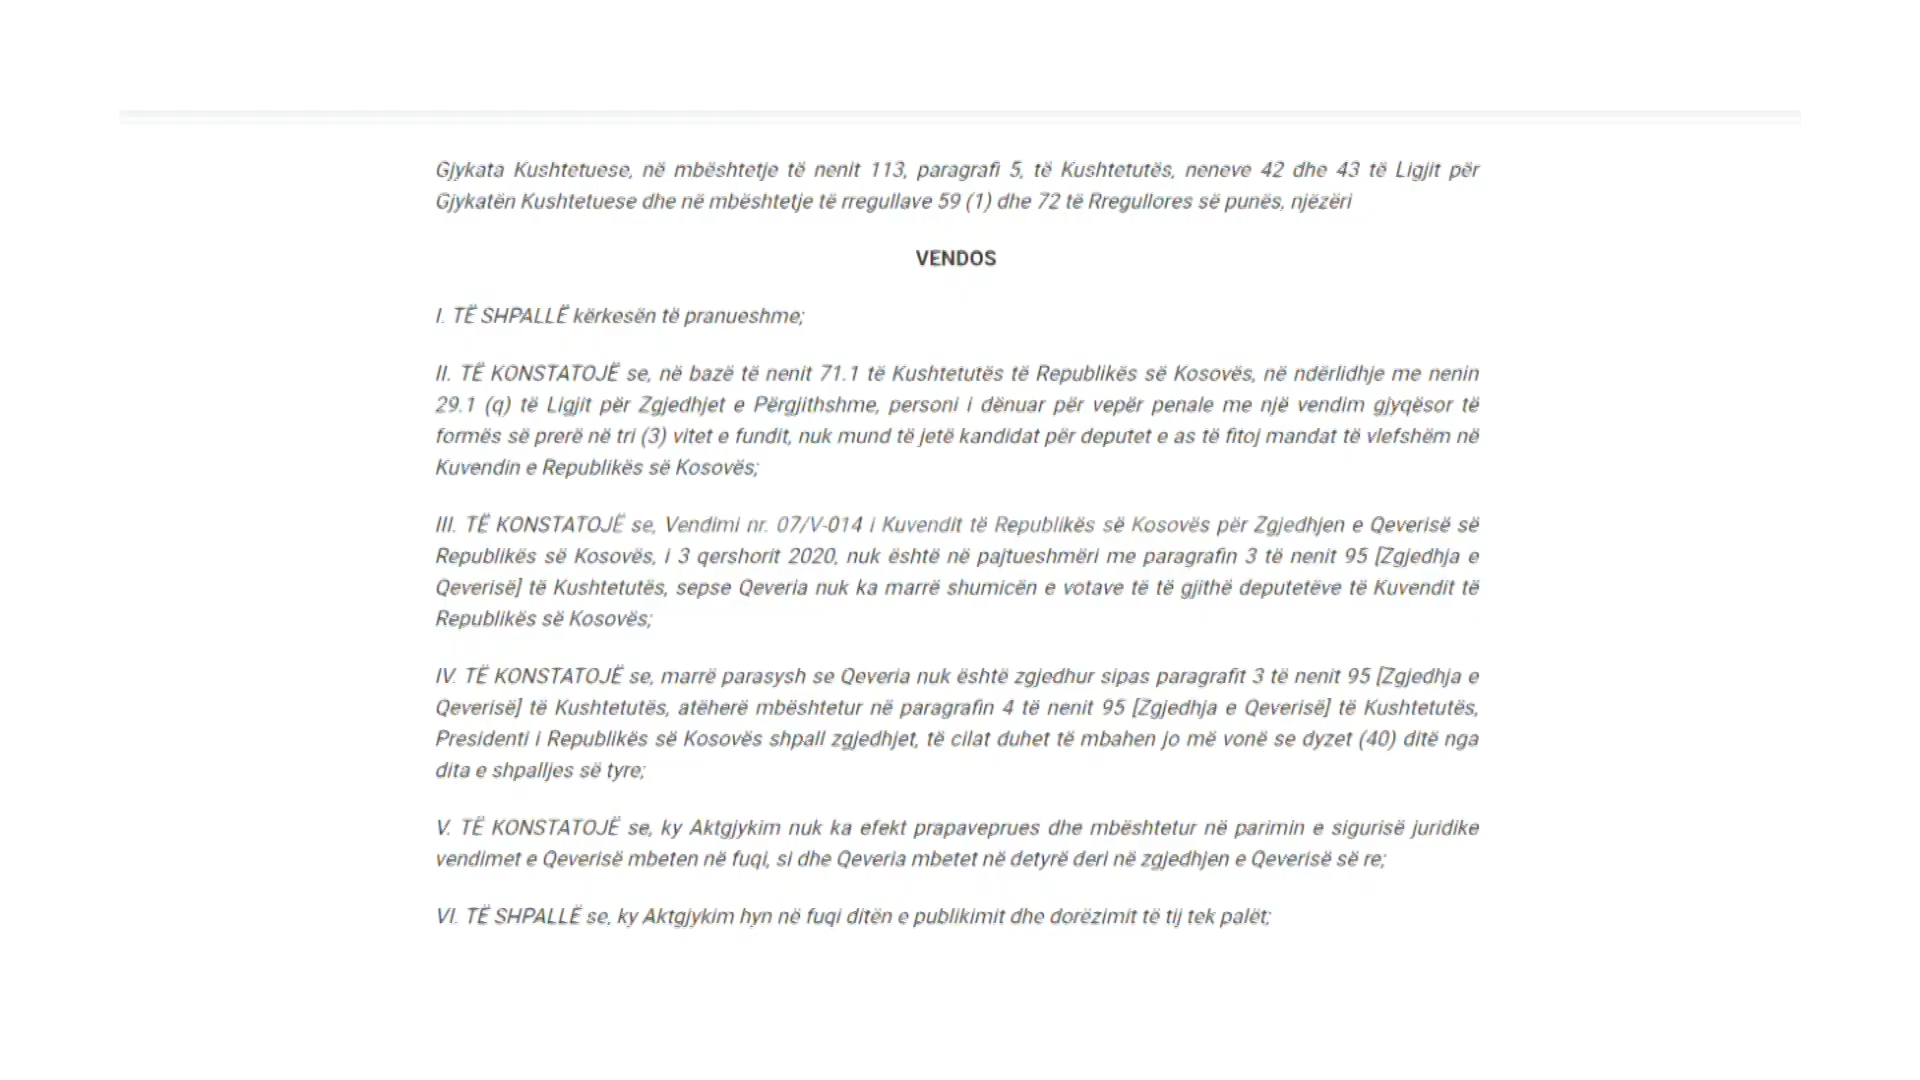 Gjykata Kushtetuese, në mbështetje të nenit 113, paragrafi 5, të Kushtetutës, neneve 42 dhe 43 të Ligjit për
Gjykatën Kushtetuese dhe në mbështetje të rregullave 59 (1) dhe 72 të Rregullores së punës, njëzëri
VENDOS
I. TË SHPALLË kërkesën të pranueshme;
II. TË KONSTATOJË se, në bazë të nenit 71.1 të Kushtetutës të Republikës së Kosovës, në ndërlidhje me nenin
29.1 (q) të Ligjit për Zgjedhjet e Përgjithshme, personi i dënuar për vepër penale me një vendim gjyqësor të
formës së prerë në tri (3) vitet e fundit, nuk mund të jetë kandidat për deputet e as të fitoj mandat të vlefshëm në
Kuvendin e Republikës së Kosovës;
III. TË KONSTATOJË se, Vendimi nr. 07/V-014 i Kuvendit të Republikës së Kosovës për Zgjedhjen e Qeverisë së
Republikës së Kosovës, i 3 qershorit 2020, nuk është në pajtueshmëri me paragrafin 3 të nenit 95 [Zgjedhja e
Qeverisë] të Kushtetutës, sepse Qeveria nuk ka marrë shumicën e votave të të gjithë deputetëve të Kuvendit të
Republikës së Kosovës;
IV. TË KONSTATOJË se, marrë parasysh se Qeveria nuk është zgjedhur sipas paragrafit 3 të nenit 95 [Zgjedhja e
Qeverisë] të Kushtetutës, atëherë mbështetur në paragrafin 4 të nenit 95 [Zgjedhja e Qeverisë] të Kushtetutës,
Presidenti i Republikës së Kosovës shpall zgjedhjet, të cilat duhet të mbahen jo më vonë se dyzet (40) ditë nga
dita e shpalljes së tyre;
V. TË KONSTATOJË se, ky Aktgjykim nuk ka efekt prapaveprues dhe mbështetur në parimin e sigurisë juridike
vendimet e Qeverisë mbeten në fuqi, si dhe Qeveria mbetet në detyrë deri në zgjedhjen e Qeverisë së re;
VI. TË SHPALLË se, ky Aktgjykim hyn në fuqi ditën e publikimit dhe dorëzimit të tij tek palët;